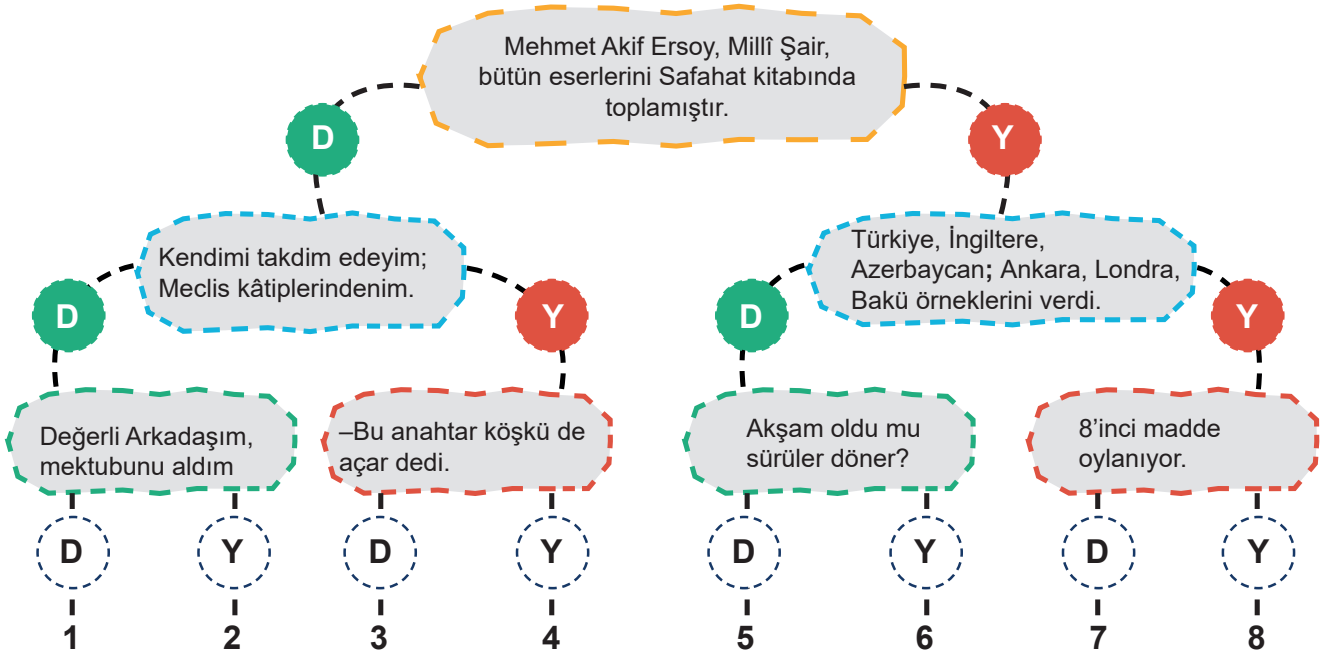 Mehmet Akif Ersoy, Millî Şair,
bütün eserlerini Safahat kitabında
toplamıştır.
D
Y
Kendimi takdim edeyim;
Meclis kâtiplerindenim.
Türkiye, İngiltere,
Azerbaycan; Ankara, Londra,
Bakü örneklerini verdi.
D
Y
D
Y
Değerli Arkadaşım,
mektubunu aldım
–Bu anahtar köşkü de
açar dedi.
Akşam oldu mu
sürüler döner?
8’inci madde
oylanıyor.
D
Y
D
Y
D
Y
D
Y
1
2
3
4
5
6
7
8